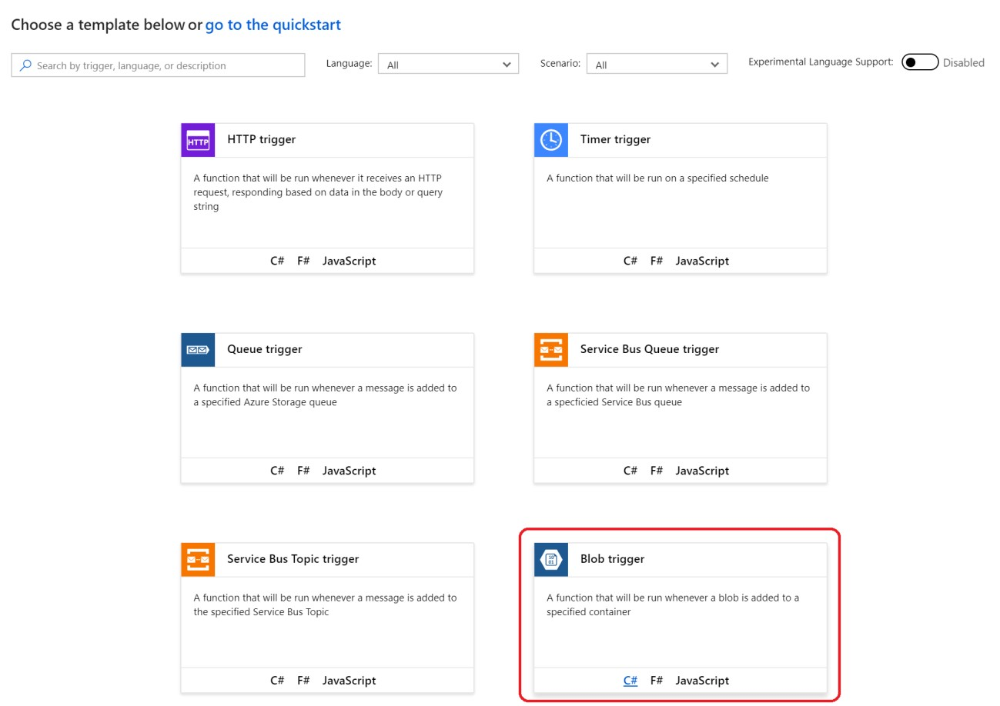 Choose a template below or go to the quickstart
Search by trigger, language, or description
Language: All
Scenario: All
Experimental Language Support: Disabled
HTTP
HTTP trigger
A function that will be run whenever it receives an HTTP
request, responding based on data in the body or query
string
C# F# JavaScript
Timer trigger
A function that will be run on a specified schedule
C# F# JavaScript
Queue trigger
A function that will be run whenever a message is added to
a specified Azure Storage queue
C# F# JavaScript
Service Bus Queue trigger
A function that will be run whenever a message is added to
a specficied Service Bus queue
C# F# JavaScript
Service Bus Topic trigger
A function that will be run whenever a message is added to
the specified Service Bus Topic
C# F# JavaScript
10
01
Blob trigger
A function that will be run whenever a blob is added to a
specified container
C# F# JavaScript